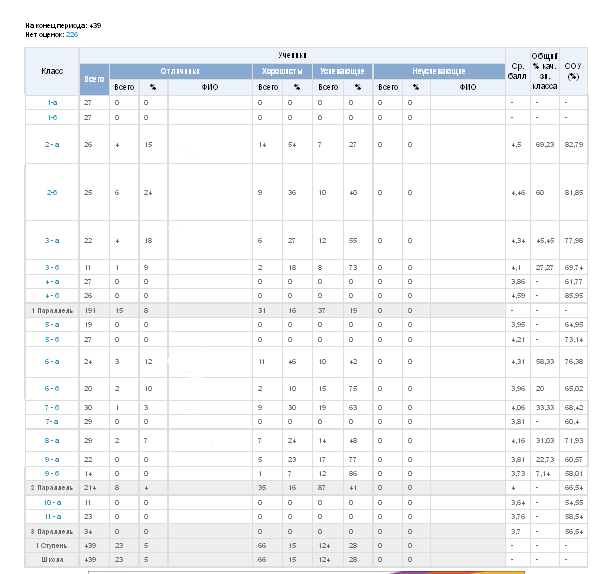 На конец периода: 439
Нет оценок: 226
Класс Ученики Ср. балл Общий % кач. зн. класса СОУ (%)
Всего Отличники Хорошисты Успевающие Неуспевающие
Всего % ФИО Всего % Всего % Всего % ФИО
1-а 27 0 0 0 0 0 0 0 0 - - -
1-б 27 0 0 0 0 0 0 0 0 - - -
2 - а 26 4 15 14 54 7 27 0 0 4,5 69,23 82,79
2-б 25 6 24 9 36 10 40 0 0 4,46 60 81,85
3 - а 22 4 18 6 27 12 55 0 0 4,34 45,45 77,98
3 - б 11 1 9 2 18 8 73 0 0 4,1 27,27 69,74
4 - а 27 0 0 0 0 0 0 0 0 3,86 - 61,77
4 - б 26 0 0 0 0 0 0 0 0 4,59 - 85,95
1 Параллель 191 15 8 31 16 37 19 0 0 - - -
5 - а 19 0 0 0 0 0 0 0 0 3,95 - 64,95
5 - б 27 0 0 0 0 0 0 0 0 4,21 - 73,14
6 - а 24 3 12 11 46 10 42 0 0 4,31 58,33 76,38
6 - б 20 2 10 2 10 15 75 0 0 3,96 20 65,02
7 - б 30 1 3 9 30 19 63 0 0 4,06 33,33 68,42
7- а 29 0 0 0 0 0 0 0 0 3,81 - 60,4
8 - а 29 2 7 7 24 14 48 0 0 4,16 31,03 71,93
9 - а 22 0 0 5 23 17 77 0 0 3,81 22,73 60,57
9 - б 14 0 0 1 7 12 86 0 0 3,73 7,14 58,01
2 Параллель 214 8 4 35 16 87 41 0 0 4 - 66,54
10 - а 11 0 0 0 0 0 0 0 0 3,64 - 54,55
11 - а 23 0 0 0 0 0 0 0 0 3,76 - 58,54
3 Параллель 34 0 0 0 0 0 0 0 0 3,7 - 56,54
1 Ступень 439 23 5 66 15 124 28 0 0 - - -
Школа 439 23 5 66 15 124 28 0 0 - - -